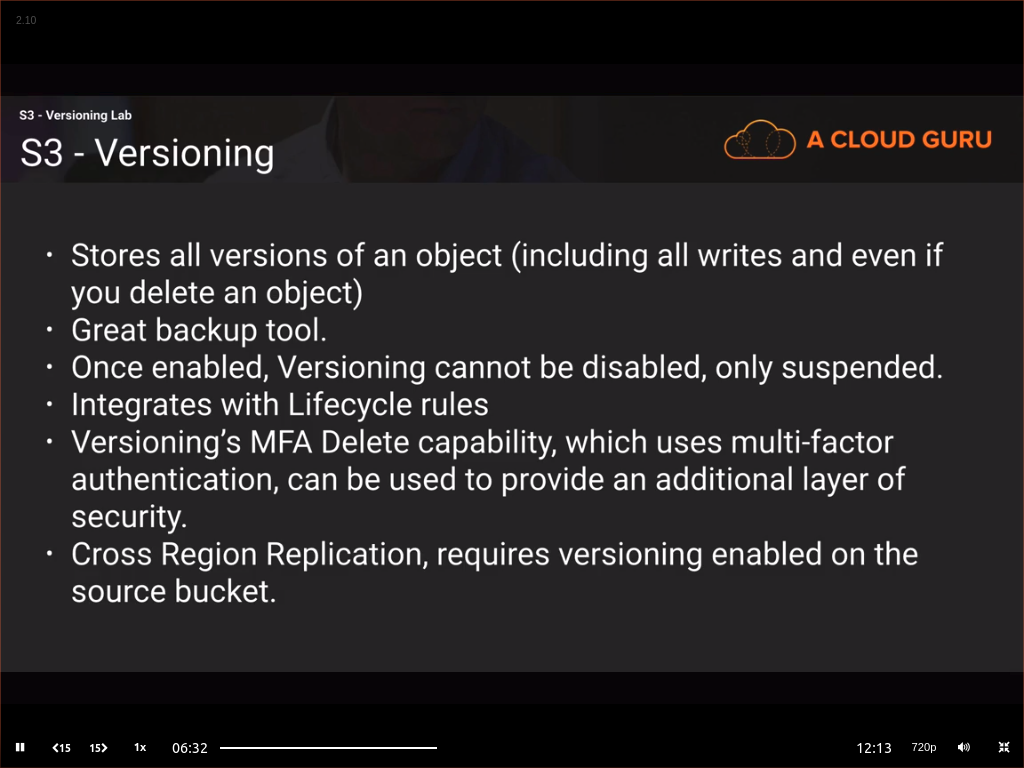 2.10
S3 - Versioning Lab
S3 - Versioning
A CLOUD GURU
• Stores all versions of an object (including all writes and even if
you delete an object)
• Great backup tool.
• Once enabled, Versioning cannot be disabled, only suspended.
• Integrates with Lifecycle rules
• Versioning’s MFA Delete capability, which uses multi-factor
authentication, can be used to provide an additional layer of
security.
• Cross Region Replication, requires versioning enabled on the
source bucket.
15 15 1x 06:32 12:13 720p